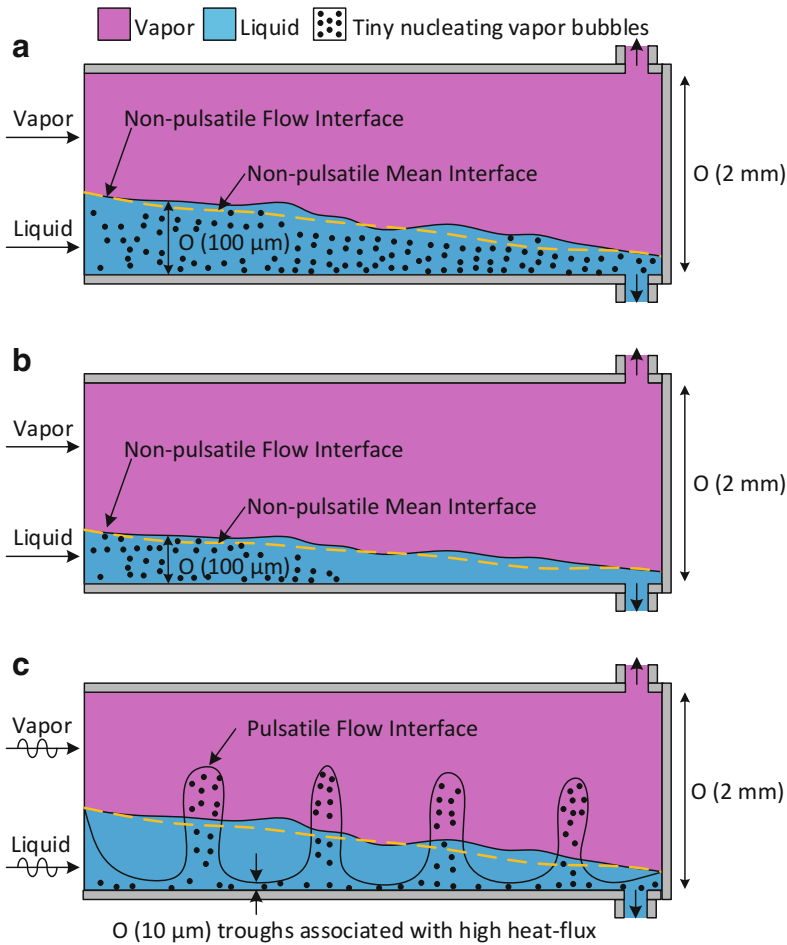 Vapor Liquid Tiny nucleating vapor bubbles
a
Vapor
Non-pulsatile Flow Interface
Non-pulsatile Mean Interface
O (2 mm)
Liquid
O (100 µm)
b
Vapor
Non-pulsatile Flow Interface
O (2 mm)
Non-pulsatile Mean Interface
Liquid
O (100 µm)
c
Vapor
Pulsatile Flow Interface
O (2 mm)
Liquid
O (10 µm) troughs associated with high heat-flux